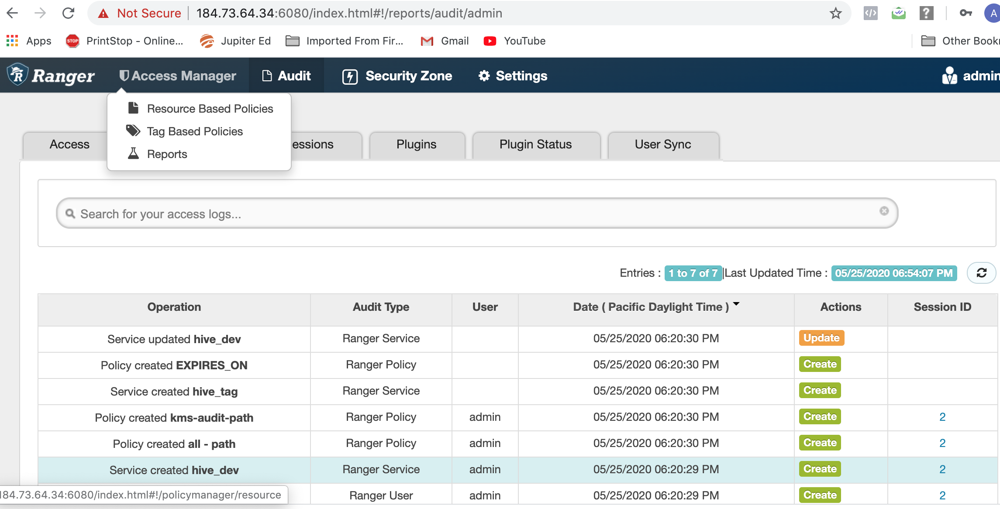 Not Secure 184.73.64.34:6080/index.html#!/reports/audit/admin A
Apps PrintStop - Online... Jupiter Ed Imported From Fir... Gmail YouTube Other
Ranger Access Manager Audit Security Zone Settings admin
Resource Based Policies
Tag Based Policies
Reports
Access essions Plugins Plugin Status User Sync
Search for your access logs...
Entries : 1 to 7 of 7 |Last Updated Time : 05/25/2020 06:54:07 PM
Operation Audit Type User Date ( Pacific Daylight Time ) Actions Session ID
Service updated hive_dev Ranger Service 05/25/2020 06:20:30 PM Update
Policy created EXPIRES_ON Ranger Policy 05/25/2020 06:20:30 PM Create
Service created hive_tag Ranger Service 05/25/2020 06:20:30 PM Create
Policy created kms-audit-path Ranger Policy admin 05/25/2020 06:20:30 PM Create 2
Policy created all - path Ranger Policy admin 05/25/2020 06:20:30 PM Create 2
Service created hive_dev Ranger Service admin 05/25/2020 06:20:29 PM Create 2
Ranger User admin 05/25/2020 06:20:29 PM Create 2
184.73.64.34:6080/index.html#!/policymanager/resource